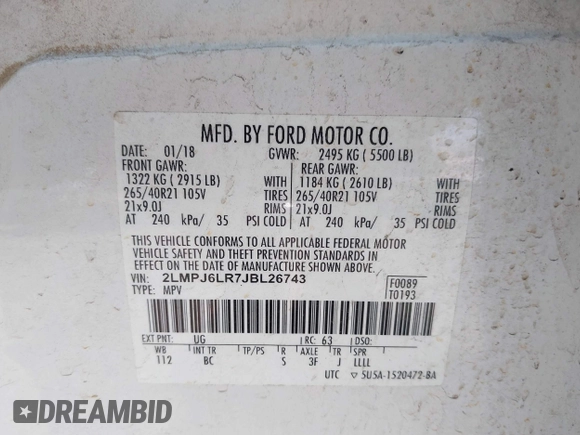 MFD. BY FORD MOTOR CO.
DATE: 01/18 GVWR: 2495 KG ( 5500 LB)
FRONT GAWR: REAR GAWR:
1322 KG ( 2915 LB) WITH 1184 KG ( 2610 LB) WITH
265/40R21 105V TIRES 265/40R21 105V TIRES
21x9.0J RIMS 21x9.0J RIMS
AT 240 kPa/ 35 PSI COLD AT 240 kPa/ 35 PSI COLD
THIS VEHICLE CONFORMS TO ALL APPLICABLE FEDERAL MOTOR
VEHICLE SAFETY AND THEFT PREVENTION STANDARDS IN
EFFECT ON THE DATE OF MANUFACTURE SHOWN ABOVE.
VIN: 2LMPJ6LR7JBL26743 F0089
TYPE: MPV T0193
EXT PNT: UG RC: 63 DSO:
WB INT TR TP/PS R AXLE TR SPR
112 BC S 3F J LLLL
UTC ▽ 5U5A-1520472-BA
DREAMBID